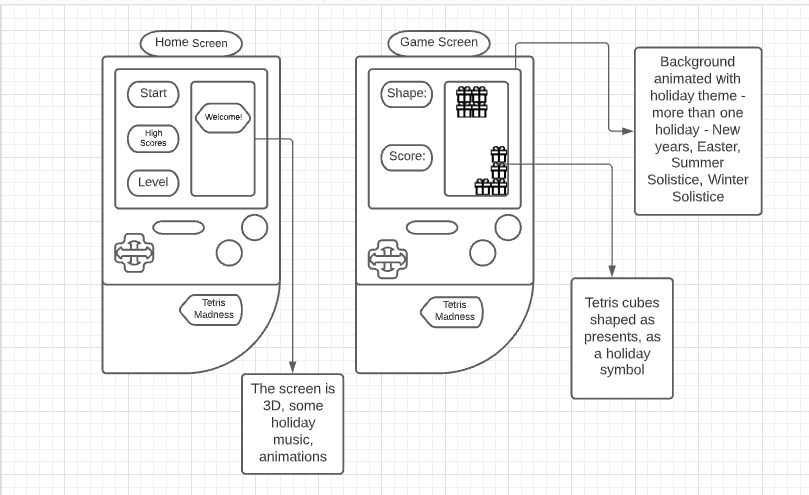 Home Screen
Start
High
Scores
Level
Welcome!
Tetris
Madness
The screen is
3D, some
holiday
music,
animations
Game Screen
Shape:
Score:
Tetris
Madness
Background
animated with
holiday theme -
more than one
holiday - New
years, Easter,
Summer
Solistice, Winter
Solistice
Tetris cubes
shaped as
presents, as
a holiday
symbol